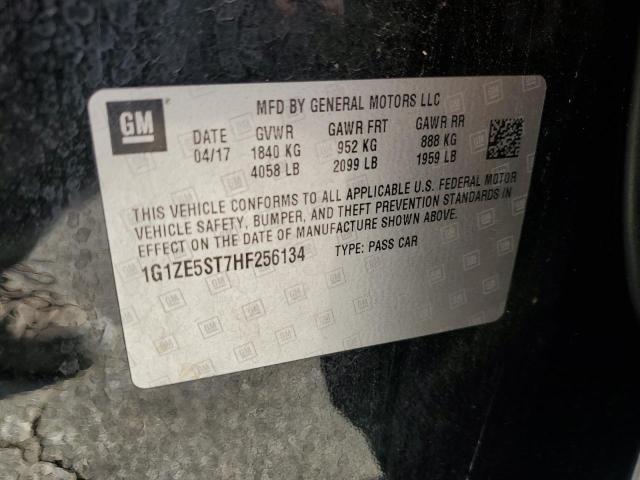 GM
MFD BY GENERAL MOTORS LLC
DATE GVWR GAWR FRT GAWR RR
04/17 1840 KG 952 KG 888 KG
4058 LB 2099 LB 1959 LB
THIS VEHICLE CONFORMS TO ALL APPLICABLE U.S. FEDERAL MOTOR
VEHICLE SAFETY, BUMPER, AND THEFT PREVENTION STANDARDS IN
EFFECT ON THE DATE OF MANUFACTURE SHOWN ABOVE.
1G1ZE5ST7HF256134 TYPE: PASS CAR